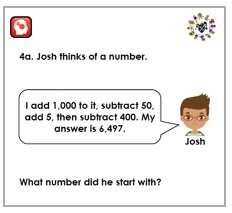 4a. Josh thinks of a number.
I add 1,000 to it, subtract 50,
add 5, then subtract 400. My
answer is 6,497.
Josh
What number did he start with?